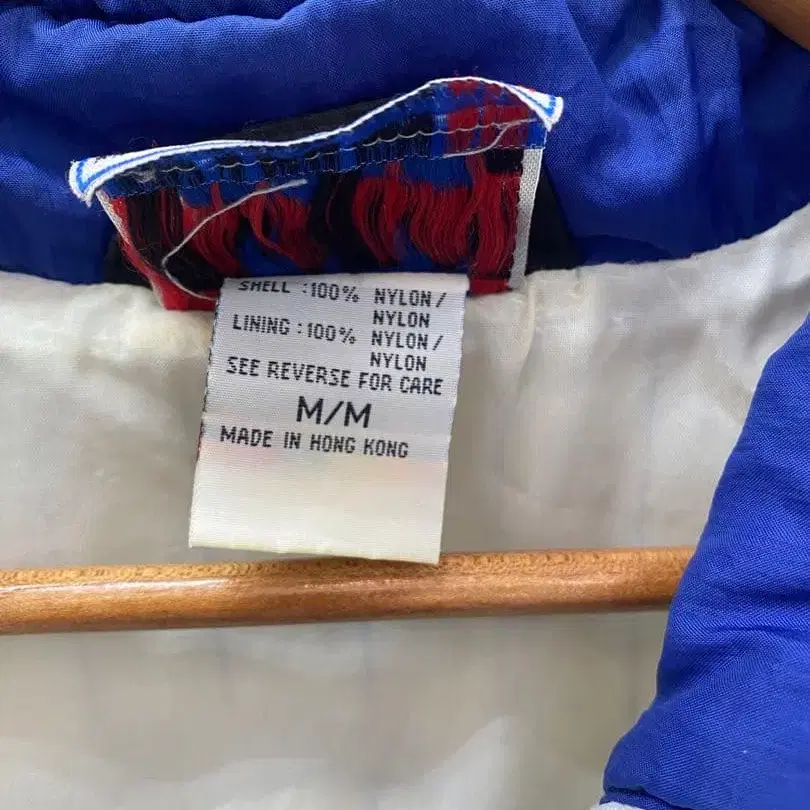 SHELL :100% NYLON/
NYLON
LINING :100% NYLON/
NYLON
SEE REVERSE FOR CARE
M/M
MADE IN HONG KONG